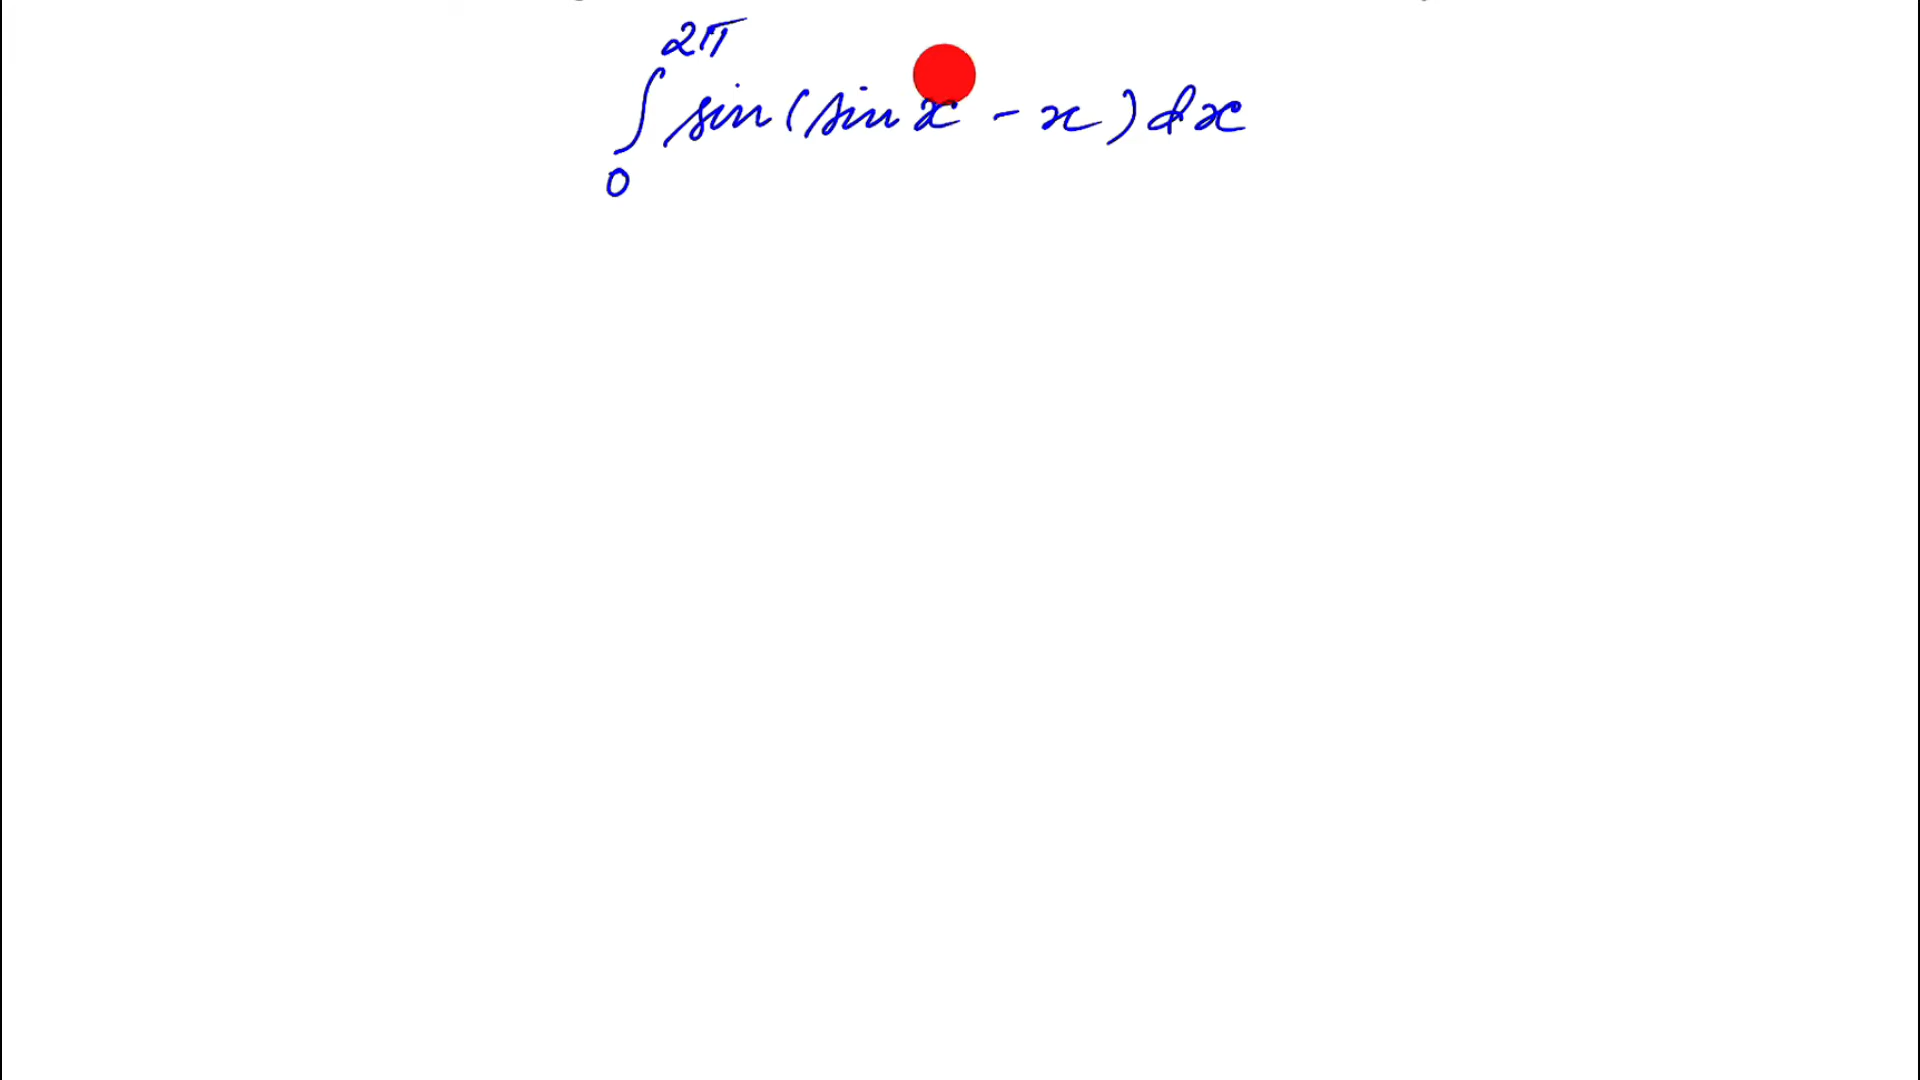 ∫₀^{2π} sin(sin x - x) dx